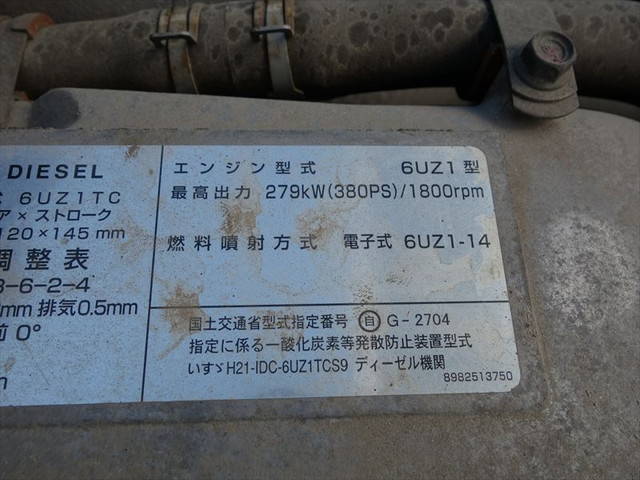 DIESEL
6UZ1TC
ア×ストローク
120×145mm
調整表
3-6-2-4
mm 排気0.5mm
前 0°
エンジン型式 6UZ1型
最高出力 279kW(380PS)/1800rpm
燃料噴射方式 電子式 6UZ1-14
国土交通省型式指定番号 自 G-2704
指定に係る一酸化炭素等発散防止装置型式
いすゞH21-IDC-6UZ1TCS9 ディーゼル機関
8982513750